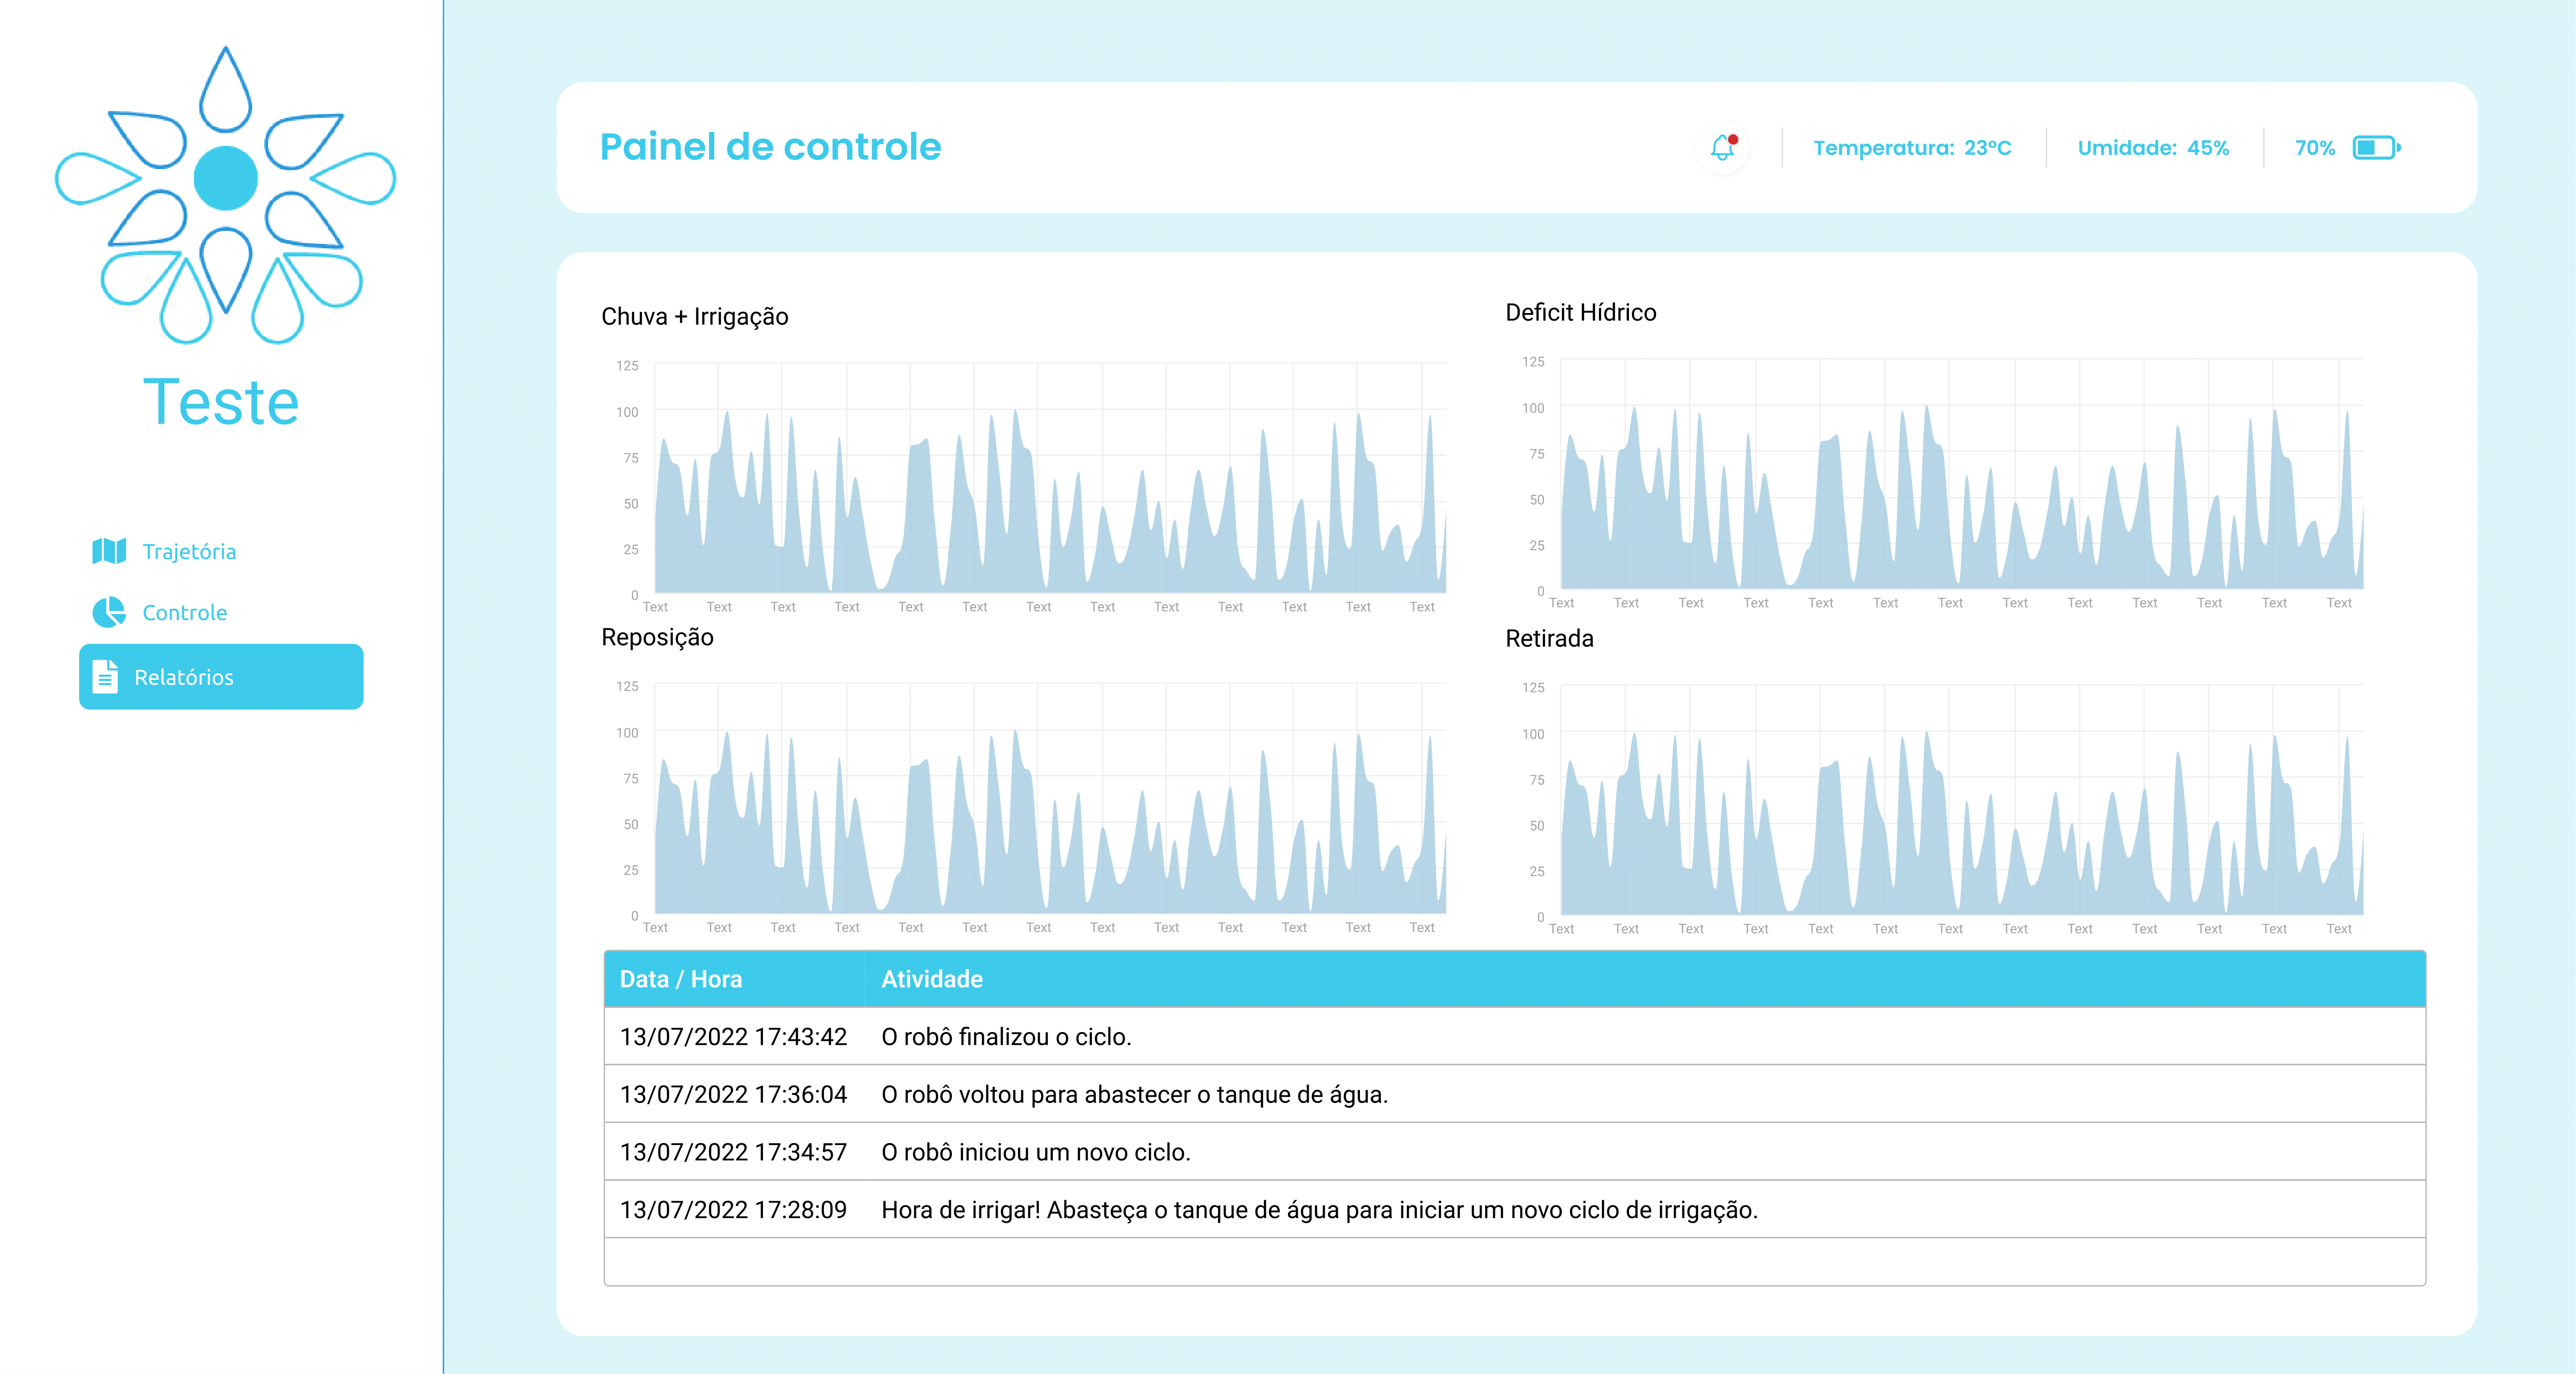 Teste
Trajetória
Controle
Relatórios
Painel de controle
Temperatura: 23ºC
Umidade: 45%
70%
Chuva + Irrigação
125
100
75
50
25
0
Text Text Text Text Text Text Text Text Text Text Text Text Text
Deficit Hídrico
125
100
75
50
25
0
Text Text Text Text Text Text Text Text Text Text Text Text Text
Reposição
125
100
75
50
25
0
Text Text Text Text Text Text Text Text Text Text Text Text Text
Retirada
125
100
75
50
25
0
Text Text Text Text Text Text Text Text Text Text Text Text Text
Data / Hora Atividade
13/07/2022 17:43:42 O robô finalizou o ciclo.
13/07/2022 17:36:04 O robô voltou para abastecer o tanque de água.
13/07/2022 17:34:57 O robô iniciou um novo ciclo.
13/07/2022 17:28:09 Hora de irrigar! Abasteça o tanque de água para iniciar um novo ciclo de irrigação.